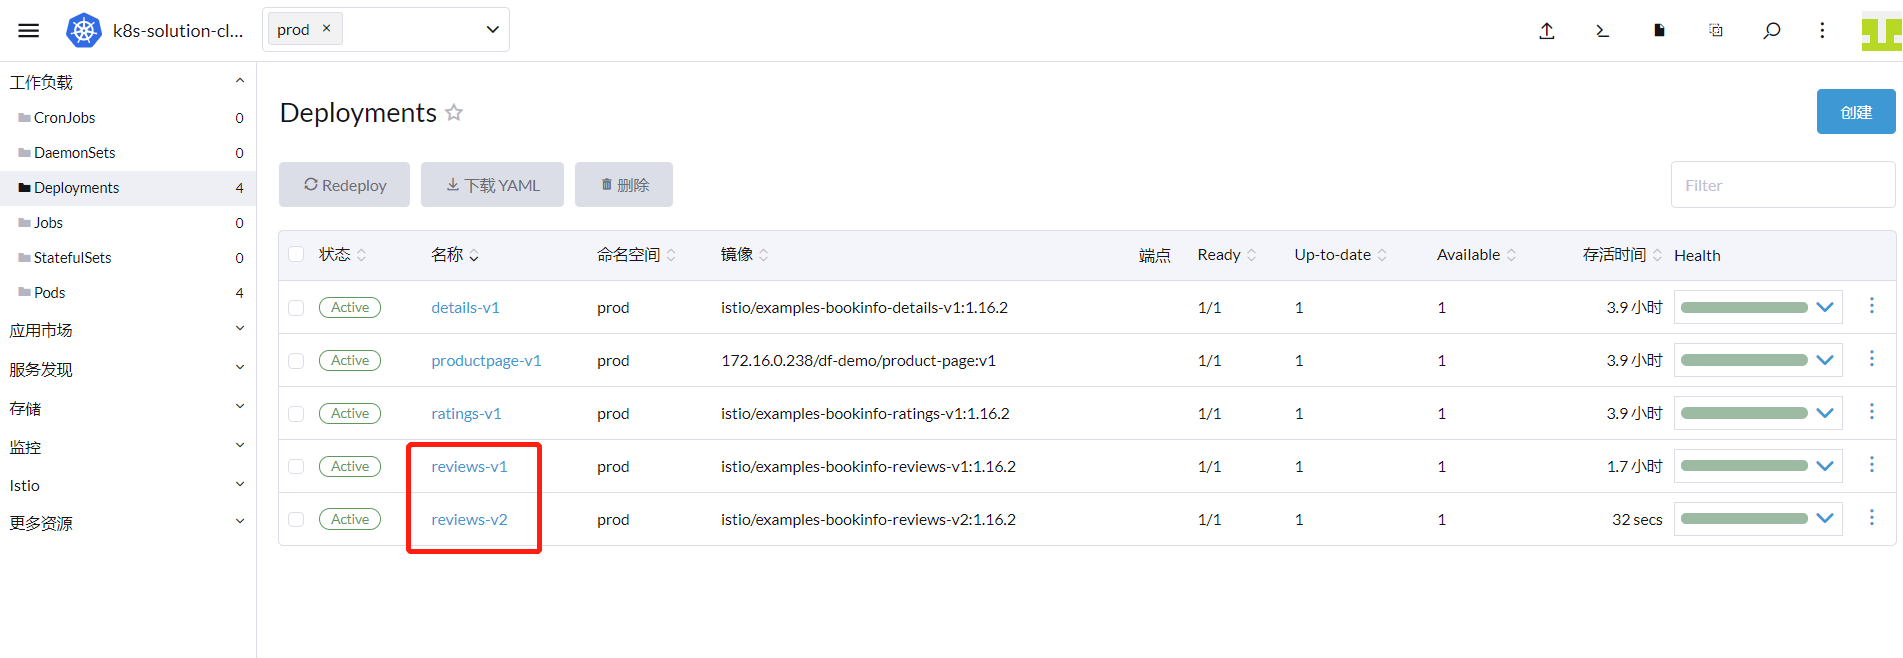 k8s-solution-cl... prod ×
工作负载
CronJobs 0
DaemonSets 0
Deployments 4
Jobs 0
StatefulSets 0
Pods 4
应用市场
服务发现
存储
监控
Istio
更多资源
Deployments
创建
Redeploy 下载 YAML 删除 Filter
状态 名称 命名空间 镜像 端点 Ready Up-to-date Available 存活时间 Health
Active details-v1 prod istio/examples-bookinfo-details-v1:1.16.2 1/1 1 1 3.9 小时
Active productpage-v1 prod 172.16.0.238/df-demo/product-page:v1 1/1 1 1 3.9 小时
Active ratings-v1 prod istio/examples-bookinfo-ratings-v1:1.16.2 1/1 1 1 3.9 小时
Active reviews-v1 prod istio/examples-bookinfo-reviews-v1:1.16.2 1/1 1 1 1.7 小时
Active reviews-v2 prod istio/examples-bookinfo-reviews-v2:1.16.2 1/1 1 1 32 secs